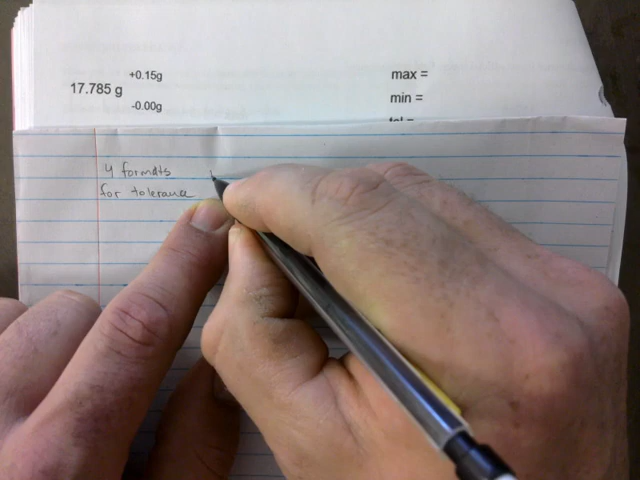 +0.15g
17.785 g
-0.00g
max =
min =
4 formats
for tolerance